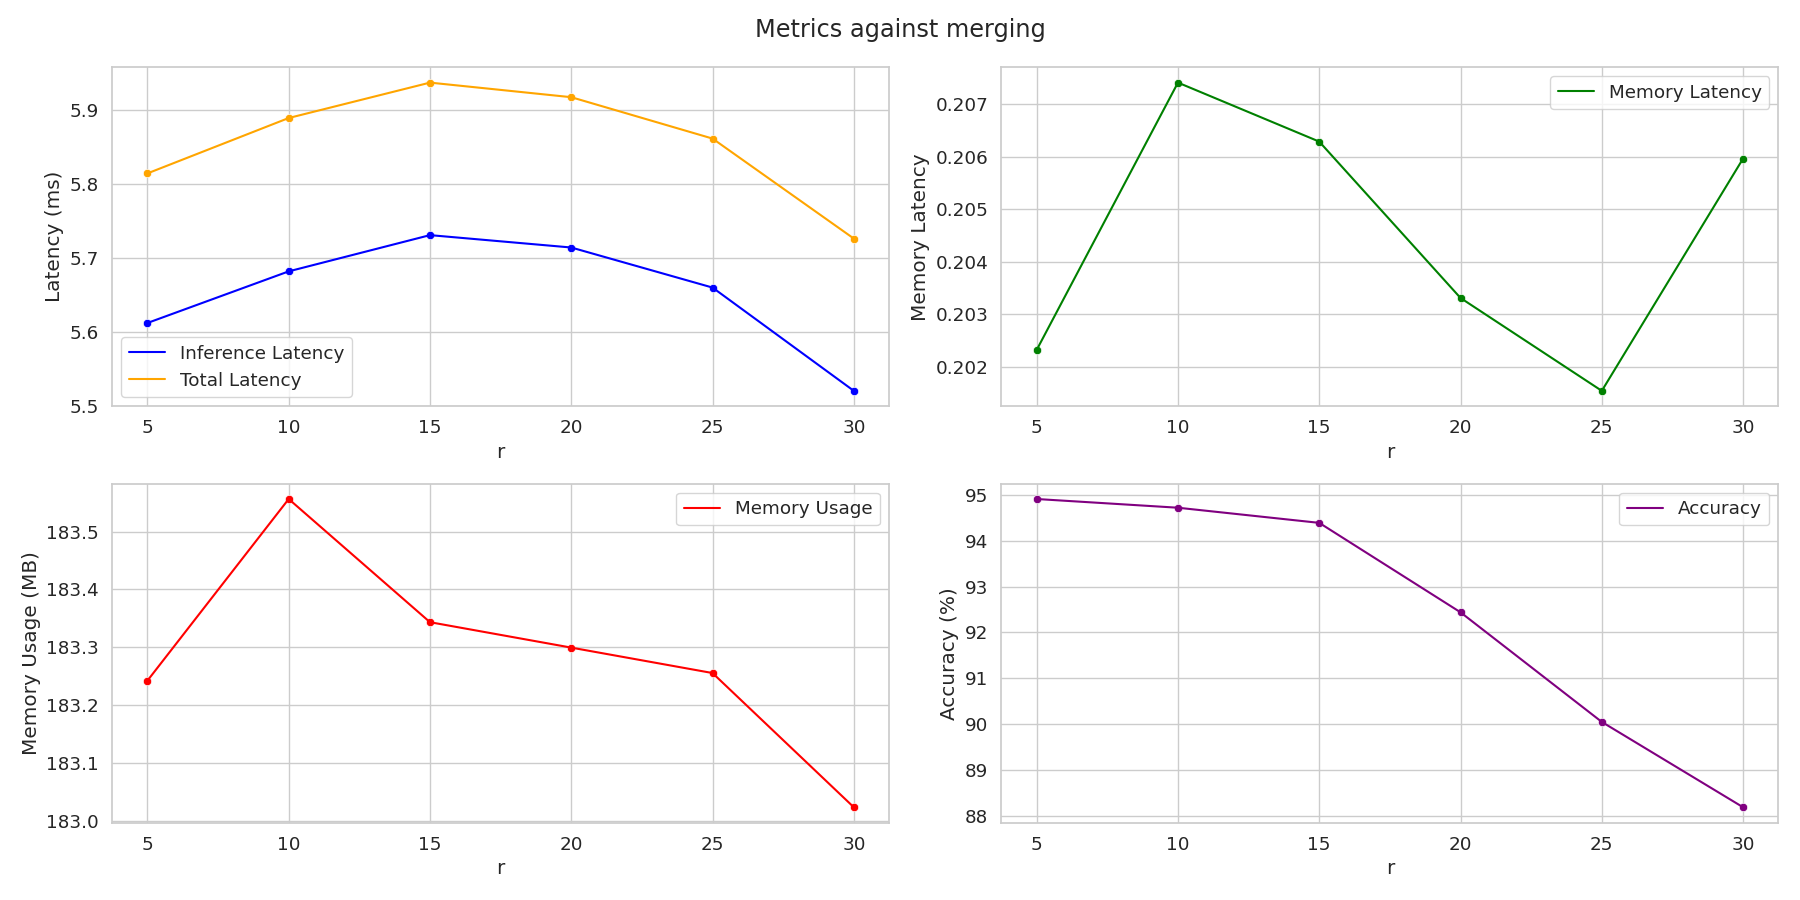 Metrics against merging
Latency (ms)
5.9
5.8
5.7
5.6
5.5
Inference Latency
Total Latency
5 10 15 20 25 30
r
Memory Latency
0.207
0.206
0.205
0.204
0.203
0.202
Memory Latency
5 10 15 20 25 30
r
Memory Usage (MB)
183.5
183.4
183.3
183.2
183.1
183.0
Memory Usage
5 10 15 20 25 30
r
Accuracy (%)
95
94
93
92
91
90
89
88
Accuracy
5 10 15 20 25 30
r